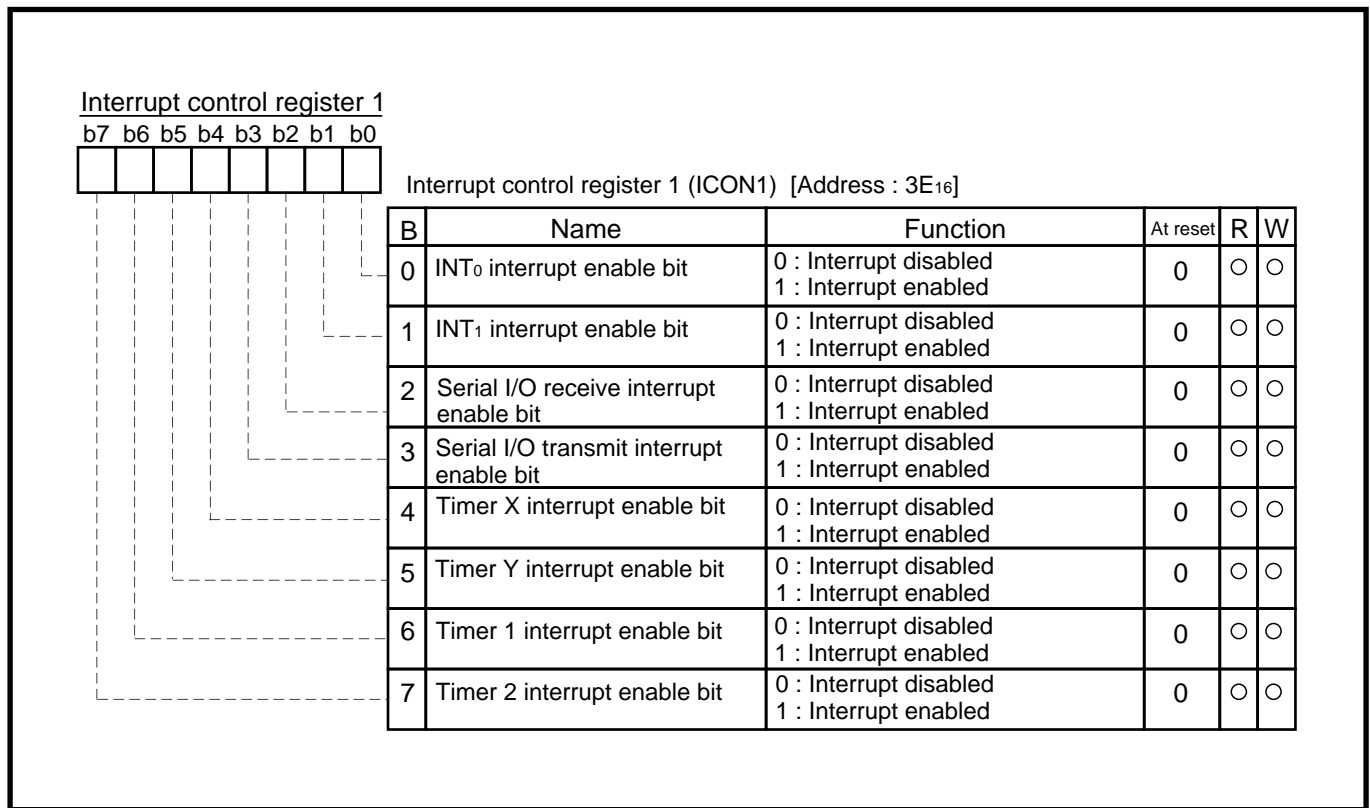 Interrupt control register 1
b7 b6 b5 b4 b3 b2 b1 b0
Interrupt control register 1 (ICON1) [Address : 3E16]
B Name Function At reset R W
0 INT0 interrupt enable bit 0 : Interrupt disabled 0 ○ ○
1 : Interrupt enabled
1 INT1 interrupt enable bit 0 : Interrupt disabled 0 ○ ○
1 : Interrupt enabled
2 Serial I/O receive interrupt 0 : Interrupt disabled 0 ○ ○
enable bit 1 : Interrupt enabled
3 Serial I/O transmit interrupt 0 : Interrupt disabled 0 ○ ○
enable bit 1 : Interrupt enabled
4 Timer X interrupt enable bit 0 : Interrupt disabled 0 ○ ○
1 : Interrupt enabled
5 Timer Y interrupt enable bit 0 : Interrupt disabled 0 ○ ○
1 : Interrupt enabled
6 Timer 1 interrupt enable bit 0 : Interrupt disabled 0 ○ ○
1 : Interrupt enabled
7 Timer 2 interrupt enable bit 0 : Interrupt disabled 0 ○ ○
1 : Interrupt enabled